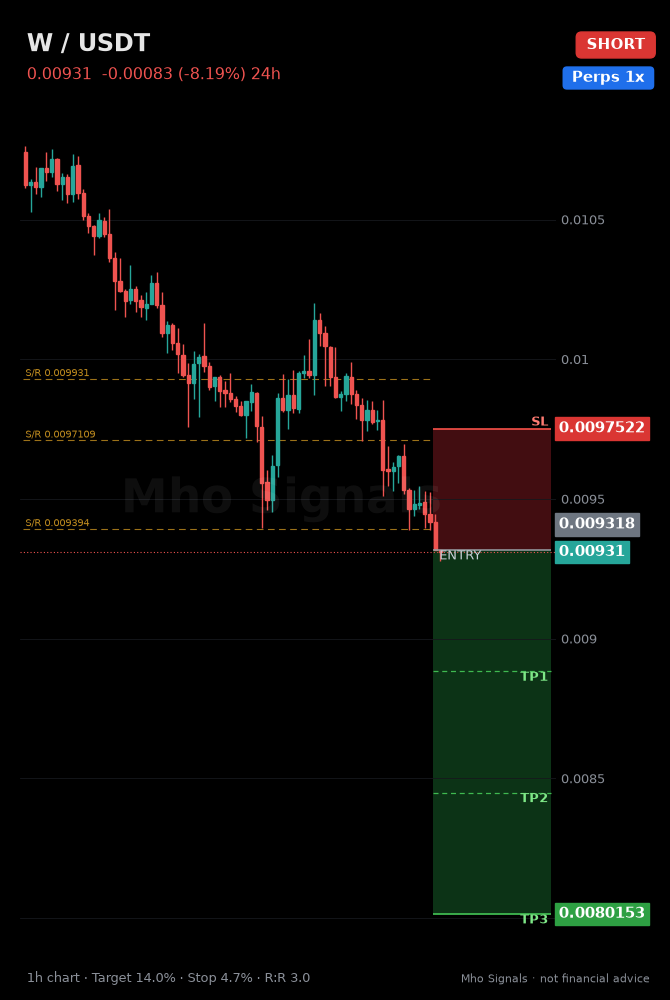 W / USDT
SHORT
0.00931  -0.00083 (-8.19%) 24h
Perps 1x
0.0105
0.01
S/R 0.009931
SL
0.0097522
S/R 0.0097109
Mho Signals
0.0095
0.009318
S/R 0.009394
0.00931
ENTRY
0.009
TP1
0.0085
TP2
0.0080153
TP3
1h chart · Target 14.0% · Stop 4.7% · R:R 3.0
Mho Signals · not financial advice